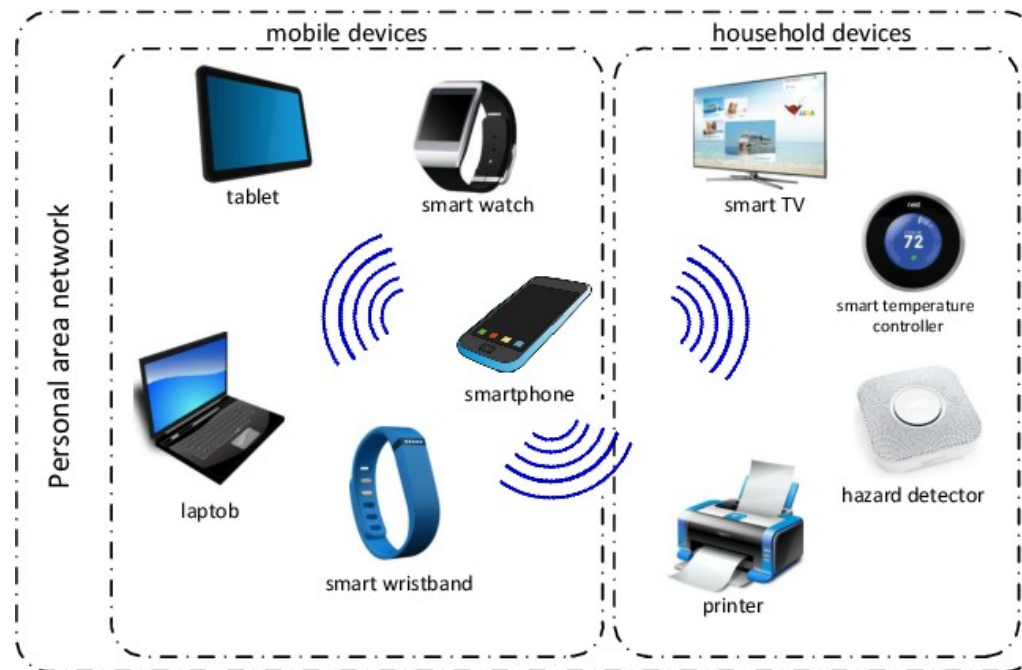 mobile devices
household devices
Personal area network
tablet
smart watch
smart TV
nest
72
smart temperature
controller
smartphone
laptob
hazard detector
smart wristband
printer